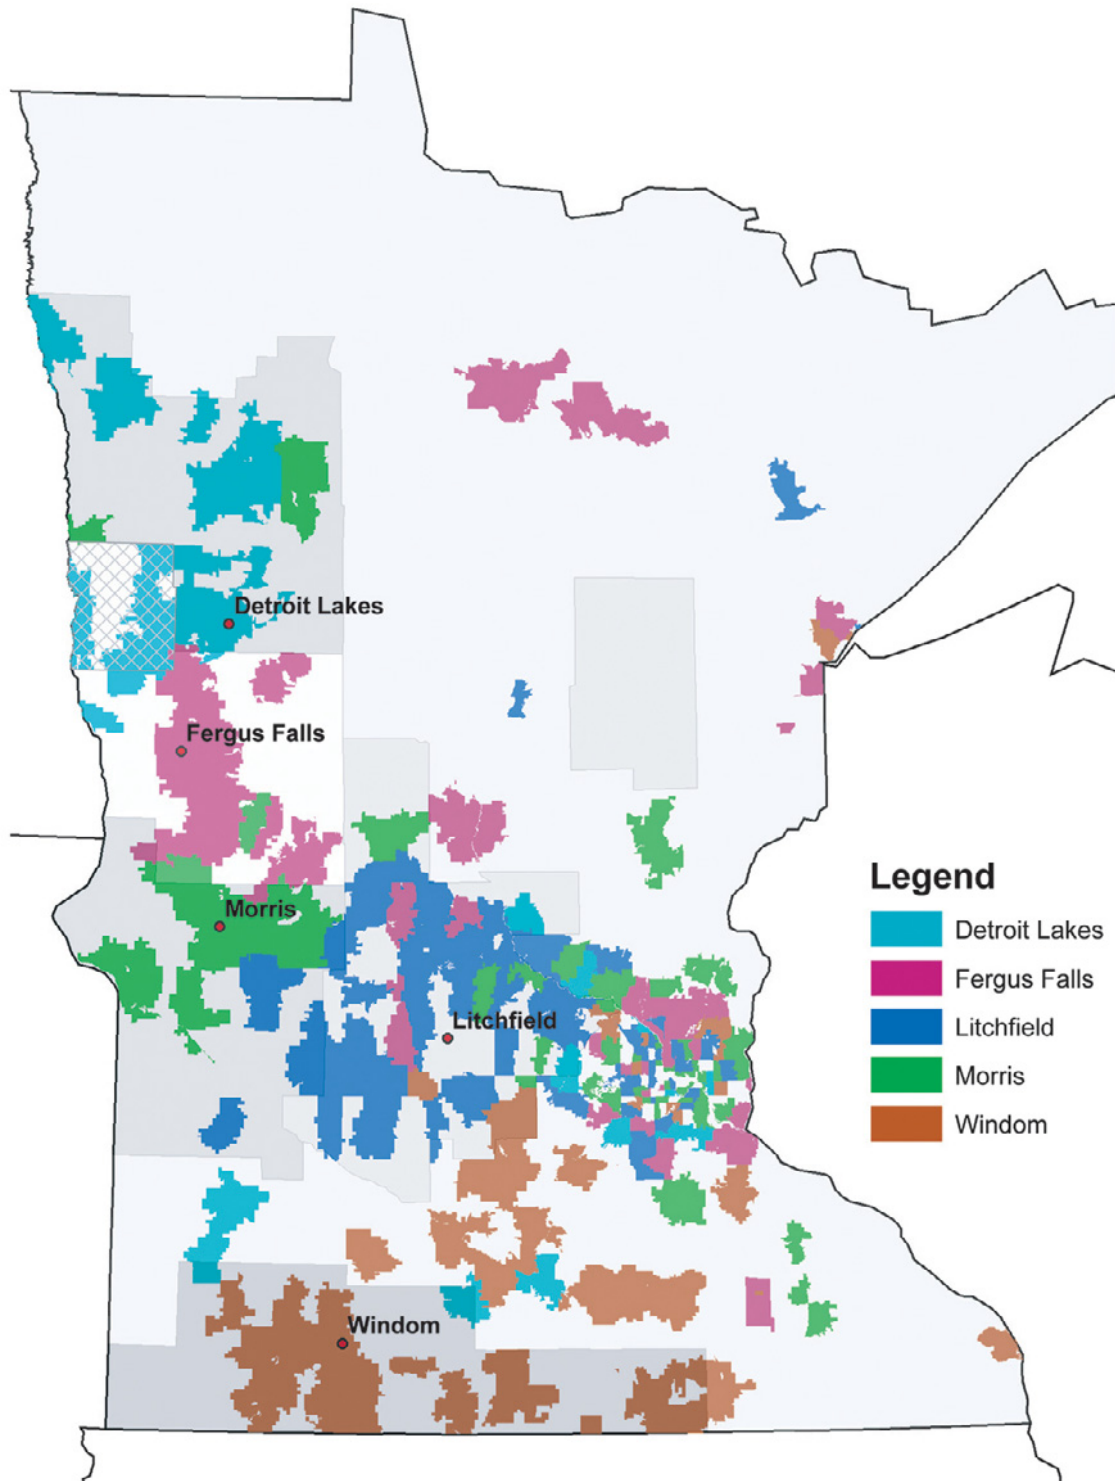 Detroit Lakes
Fergus Falls
Morris
Litchfield
Windom
Legend
Detroit Lakes
Fergus Falls
Litchfield
Morris
Windom